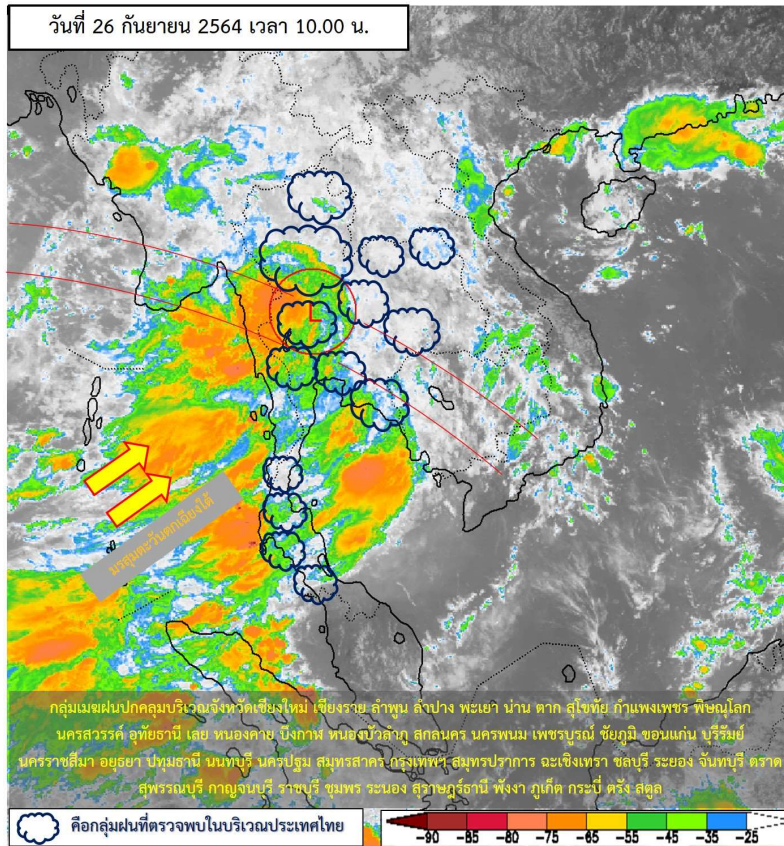 วันที่ 26 กันยายน 2564 เวลา 10.00 น.
L
มรสุมตะวันตกเฉียงใต้
กลุ่มเมฆฝนปกคลุมบริเวณจังหวัดเชียงใหม่ เชียงราย ลำพูน ลำปาง พะเยา น่าน ตาก สุโขทัย กำแพงเพชร พิษณุโลก
นครสวรรค์ อุทัยธานี เลย หนองคาย บึงกาฬ หนองบัวลำภู สกลนคร นครพนม เพชรบูรณ์ ชัยภูมิ ขอนแก่น บุรีรัมย์
นครราชสีมา อยุธยา ปทุมธานี นนทบุรี นครปฐม สมุทรสาคร กรุงเทพฯ สมุทรปราการ ฉะเชิงเทรา ชลบุรี ระยอง จันทบุรี ตราด
สุพรรณบุรี กาญจนบุรี ราชบุรี ชุมพร ระนอง สุราษฎร์ธานี พังงา ภูเก็ต กระบี่ ตรัง สตูล
คือกลุ่มฝนที่ตรวจพบในบริเวณประเทศไทย
-90 -85 -80 -75 -65 -55 -45 -35 -25